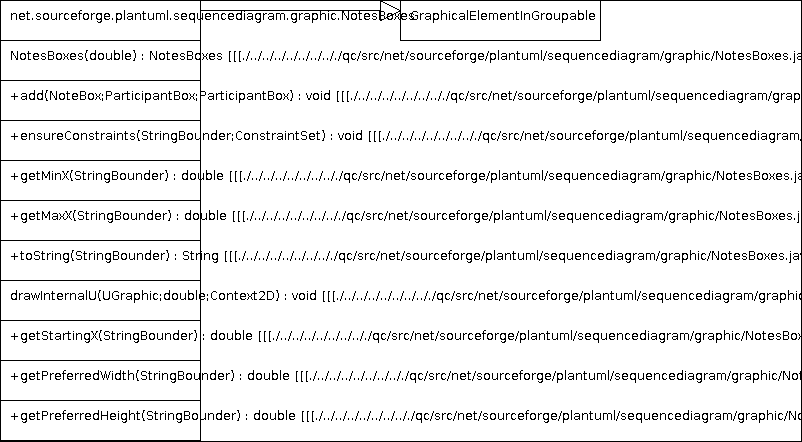 net.sourceforge.plantuml.sequencediagram.graphic.NotesBoxes GraphicalElementInGroupable
NotesBoxes(double) : NotesBoxes [[[./../../../../../../../../qc/src/net/sourceforge/plantuml/sequencediagram/graphic/NotesBoxes.ja
+add(NoteBox;ParticipantBox;ParticipantBox) : void [[[./../../../../../../../../qc/src/net/sourceforge/plantuml/sequencediagram/grap
+ensureConstraints(StringBounder;ConstraintSet) : void [[[./../../../../../../../../qc/src/net/sourceforge/plantuml/sequencediagram/
+getMinX(StringBounder) : double [[[./../../../../../../../../qc/src/net/sourceforge/plantuml/sequencediagram/graphic/NotesBoxes.ja
+getMaxX(StringBounder) : double [[[./../../../../../../../../qc/src/net/sourceforge/plantuml/sequencediagram/graphic/NotesBoxes.j
+toString(StringBounder) : String [[[./../../../../../../../../qc/src/net/sourceforge/plantuml/sequencediagram/graphic/NotesBoxes.jav
drawInternalU(UGraphic;double;Context2D) : void [[[./../../../../../../../../qc/src/net/sourceforge/plantuml/sequencediagram/graphic
+getStartingX(StringBounder) : double [[[./../../../../../../../../qc/src/net/sourceforge/plantuml/sequencediagram/graphic/NotesBox
+getPreferredWidth(StringBounder) : double [[[./../../../../../../../../qc/src/net/sourceforge/plantuml/sequencediagram/graphic/Not
+getPreferredHeight(StringBounder) : double [[[./../../../../../../../../qc/src/net/sourceforge/plantuml/sequencediagram/graphic/No